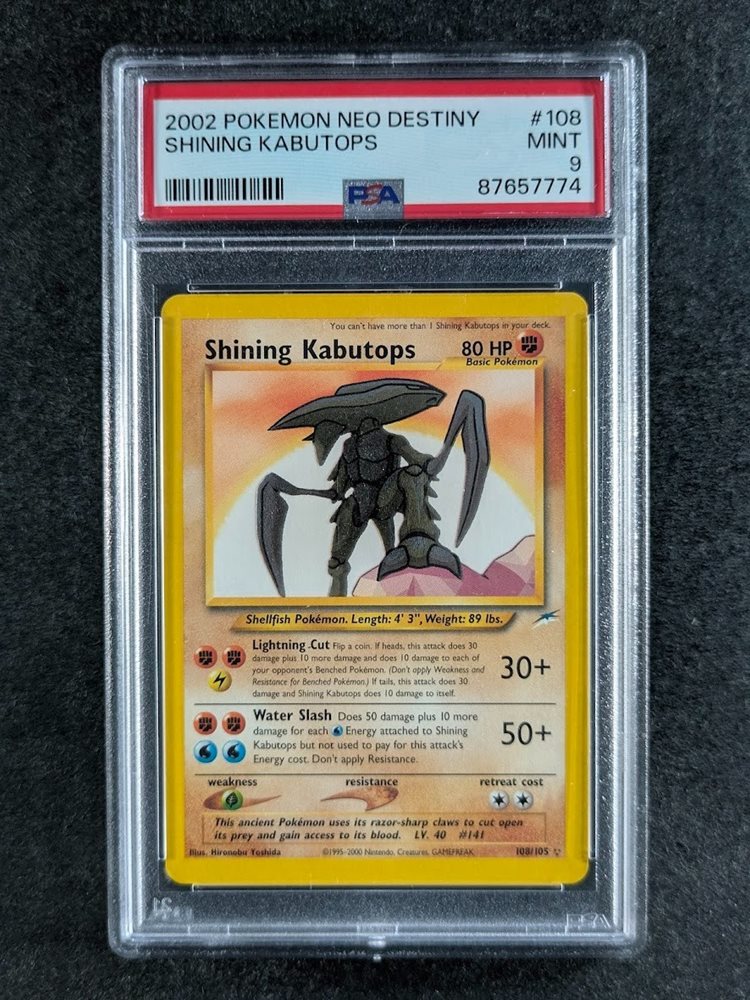 2002 POKEMON NEO DESTINY #108
SHINING KABUTOPS MINT
9
PSA 87657774
You can't have more than 1 Shining Kabutops in your deck.
Shining Kabutops 80 HP
Basic Pokémon
Shellfish Pokémon. Length: 4' 3", Weight: 89 lbs.
Lightning Cut Flip a coin. If heads, this attack does 30
damage plus 10 more damage and does 10 damage to each of
your opponent's Benched Pokémon. (Don't apply Weakness and
Resistance for Benched Pokémon.) If tails, this attack does 30
damage and Shining Kabutops does 10 damage to itself.
30+
Water Slash Does 50 damage plus 10 more
damage for each Energy attached to Shining
Kabutops but not used to pay for this attack's
Energy cost. Don't apply Resistance.
50+
weakness resistance retreat cost
This ancient Pokémon uses its razor-sharp claws to cut open
its prey and gain access to its blood. LV. 40 #141
Illus. Hironobu Yoshida ©1995-2000 Nintendo, Creatures, GAMEFREAK. 108/105
PSA